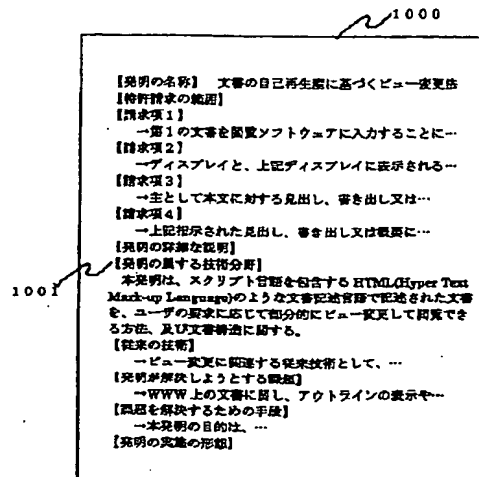 1000
【発明の名称】 文書の自己再生産に基づくビュー変更法
【特許請求の範囲】
【請求項1】
→第1の文書を閲覧ソフトウェアに入力することに…
【請求項2】
→ディスプレイと、上記ディスプレイに表示される…
【請求項3】
→主として本文に対する見出し、書き出し又は…
【請求項4】
→上記指示された見出し、書き出し又は概要に…
【発明の詳細な説明】
【発明の属する技術分野】
1001
本発明は、スクリプト言語を包含する HTML(Hyper Text
Mark-up Language)のような文書記述言語で記述された文書
を、ユーザの要求に応じて部分的にビュー変更して閲覧でき
る方法、及び文書構造に関する。
【従来の技術】
→ビュー変更に関連する従来技術として、…
【発明が解決しようとする課題】
→WWW 上の文書に関し、アウトラインの表示や…
【課題を解決するための手段】
→本発明の目的は、…
【発明の実施の形態】